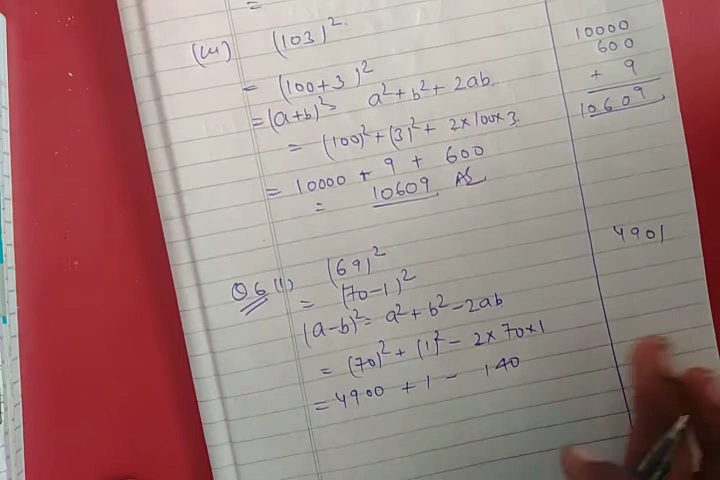 =
(iii) (103)².
= (100+3)²
= (a+b)² = a² + b² + 2ab.
= (100)² + (3)² + 2×100×3.
= 10000 + 9 + 600
= 10609 As
10000
600
+ 9
10609
Q6 (i) (69)²
= (70-1)²
(a-b)² = a² + b² - 2ab
= (70)² + (1)² - 2×70×1
= 4900 + 1 - 140
4901